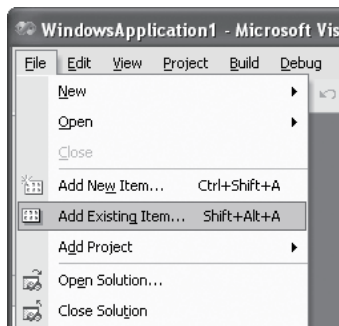 WindowsApplication1 - Microsoft Vis
File Edit View Project Build Debug
New
Open
Close
Add New Item... Ctrl+Shift+A
Add Existing Item... Shift+Alt+A
Add Project
Open Solution...
Close Solution